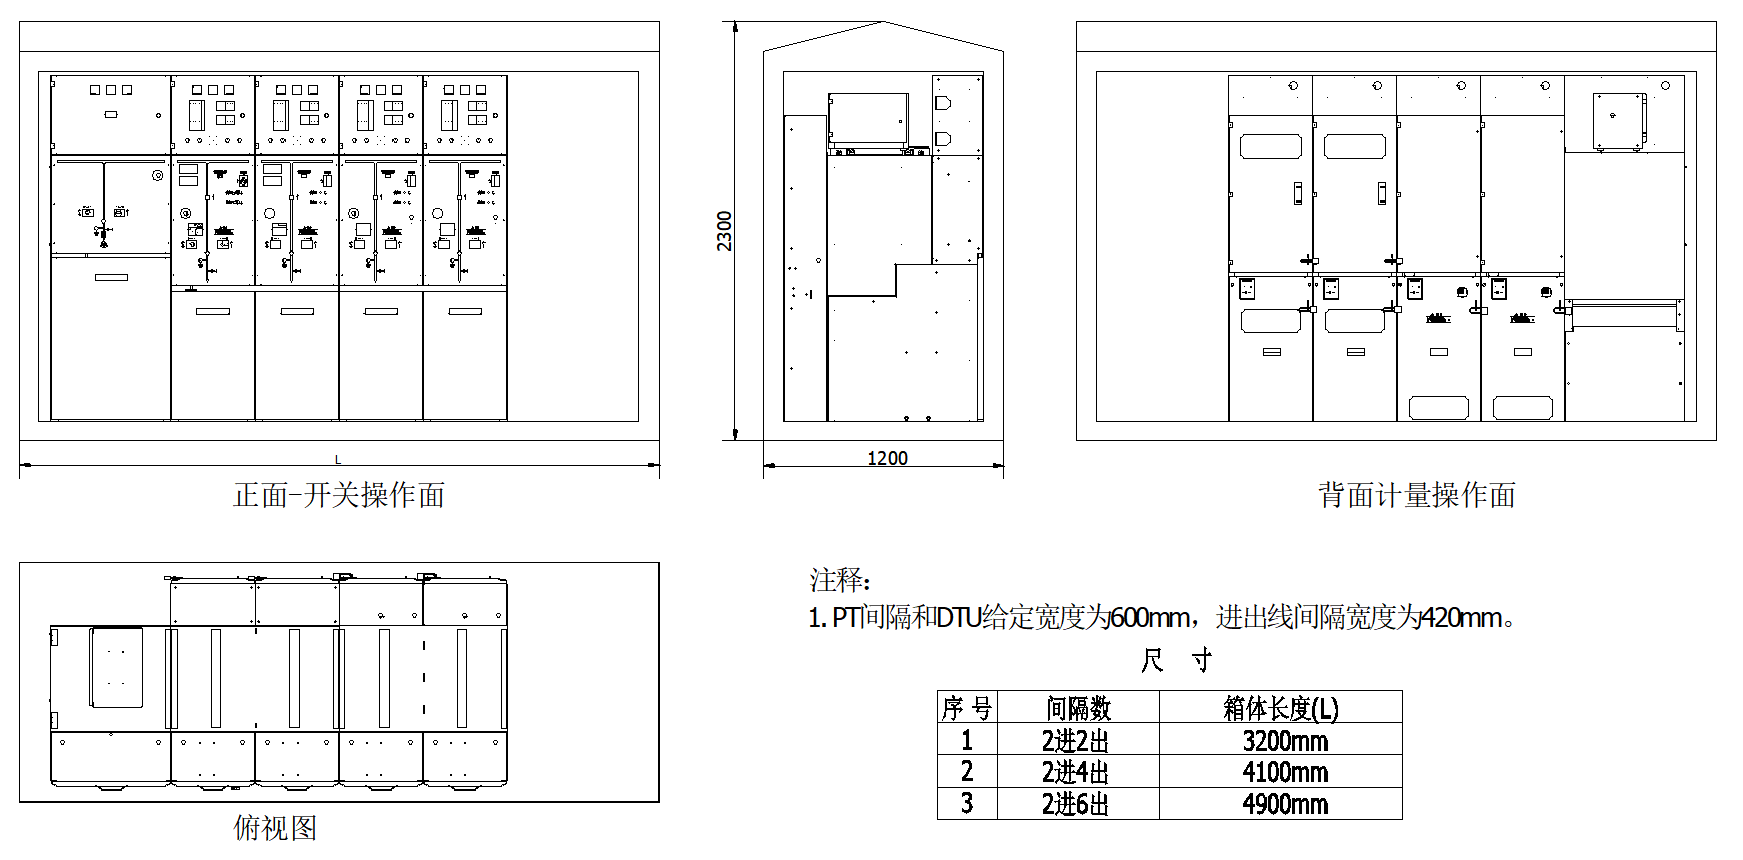 2300
L
1200
正面-开关操作面
背面计量操作面
注释：
1. PT间隔和DTU给定宽度为600mm，进出线间隔宽度为420mm。
尺 寸
序 号 间隔数 箱体长度(L)
1 2进2出 3200mm
2 2进4出 4100mm
3 2进6出 4900mm
俯视图